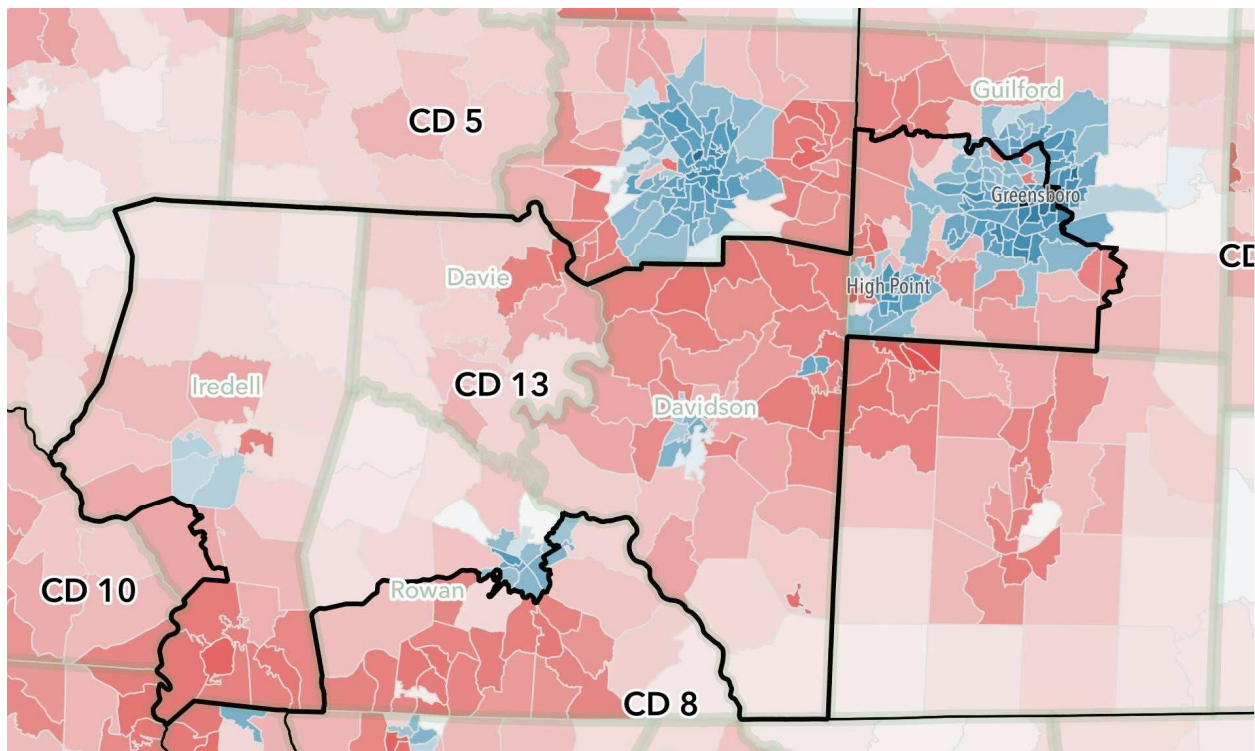 Guilford
CD 5
Greensboro
CD
Davie
High Point
CD 13
Iredell
Davidson
CD 10
Rowan
CD 8